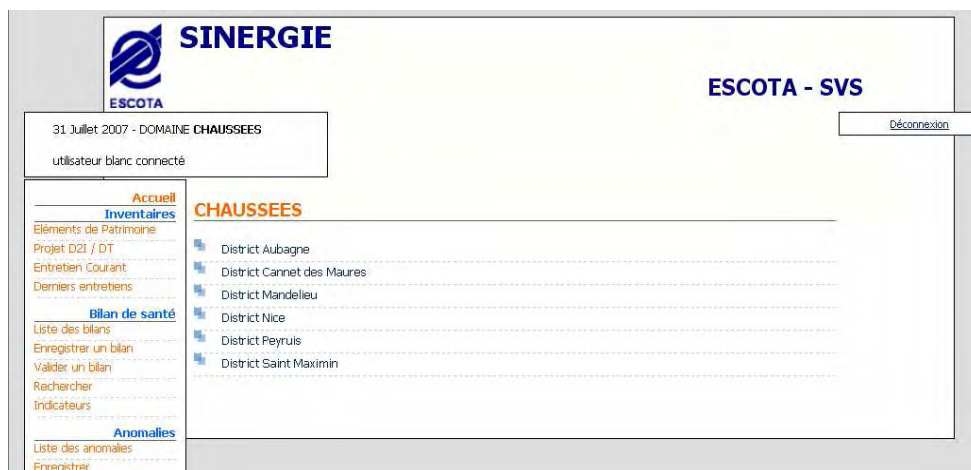 SINERGIE
ESCOTA - SVS
ESCOTA
31 Juillet 2007 - DOMAINE CHAUSSEES
utilisateur blanc connecté
Déconnexion
Accueil
Inventaires
Eléments de Patrimoine
Projet D2I / DT
Entretien Courant
Derniers entretiens
Bilan de santé
Liste des bilans
Enregistrer un bilan
Valider un bilan
Rechercher
Indicateurs
Anomalies
Liste des anomalies
Enregistrer
CHAUSSEES
District Aubagne
District Cannet des Maures
District Mandelieu
District Nice
District Peyruis
District Saint Maximin